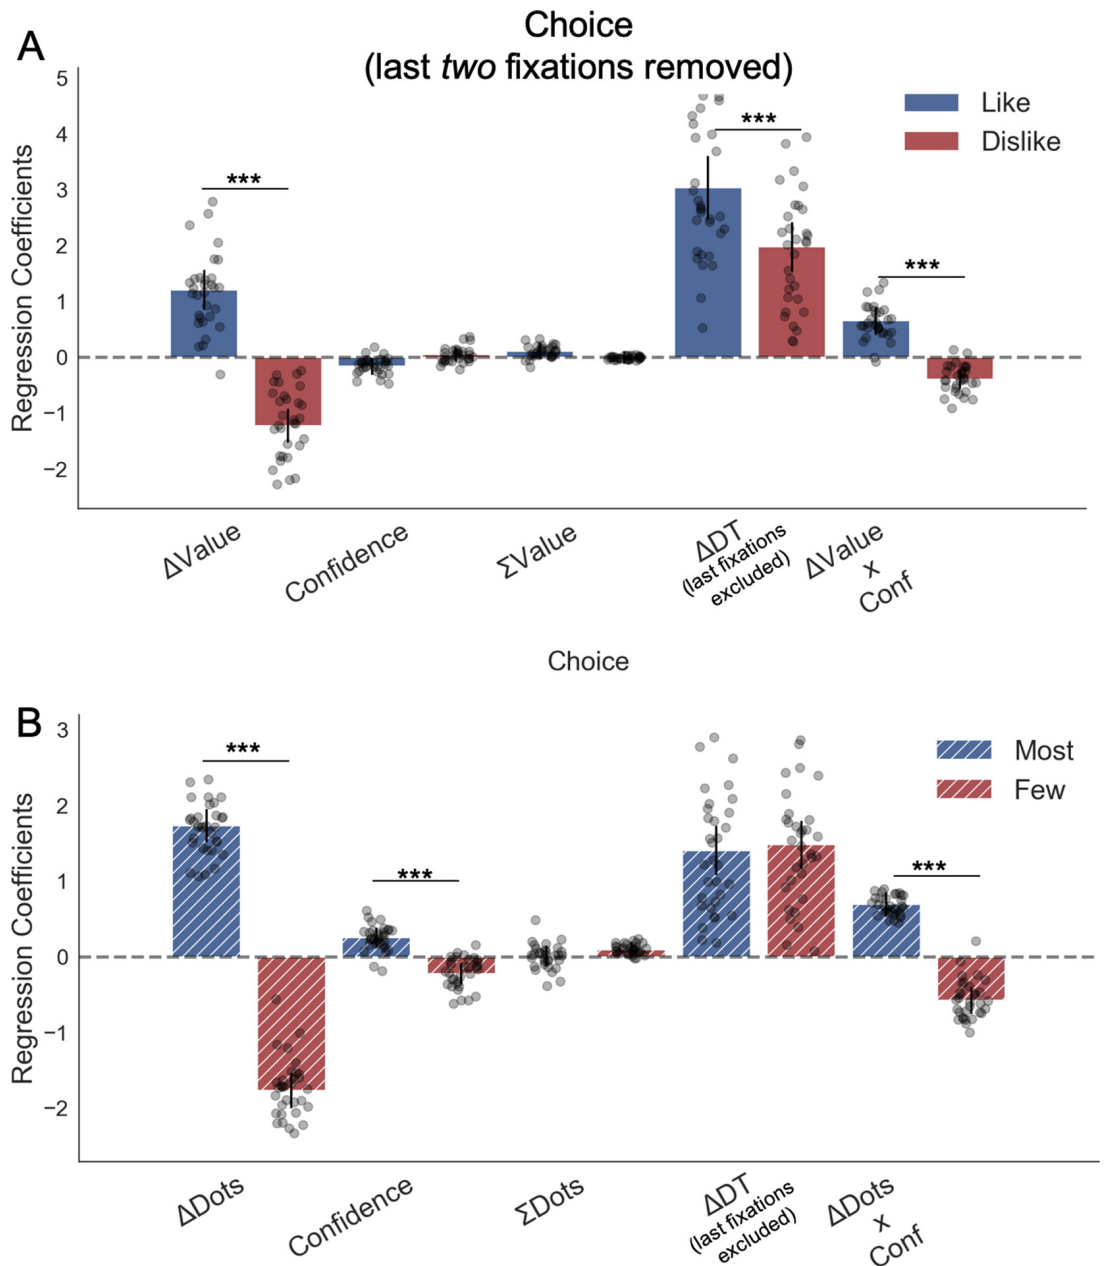 A
Choice
(last two fixations removed)
Regression Coefficients
5
4
3
2
1
0
−1
−2
***
***
***
Like
Dislike
ΔValue
Confidence
ΣValue
ΔDT
(last fixations
excluded)
ΔValue
x
Conf
Choice
B
Regression Coefficients
3
2
1
0
−1
−2
***
***
***
Most
Few
ΔDots
Confidence
ΣDots
ΔDT
(last fixations
excluded)
ΔDots
x
Conf